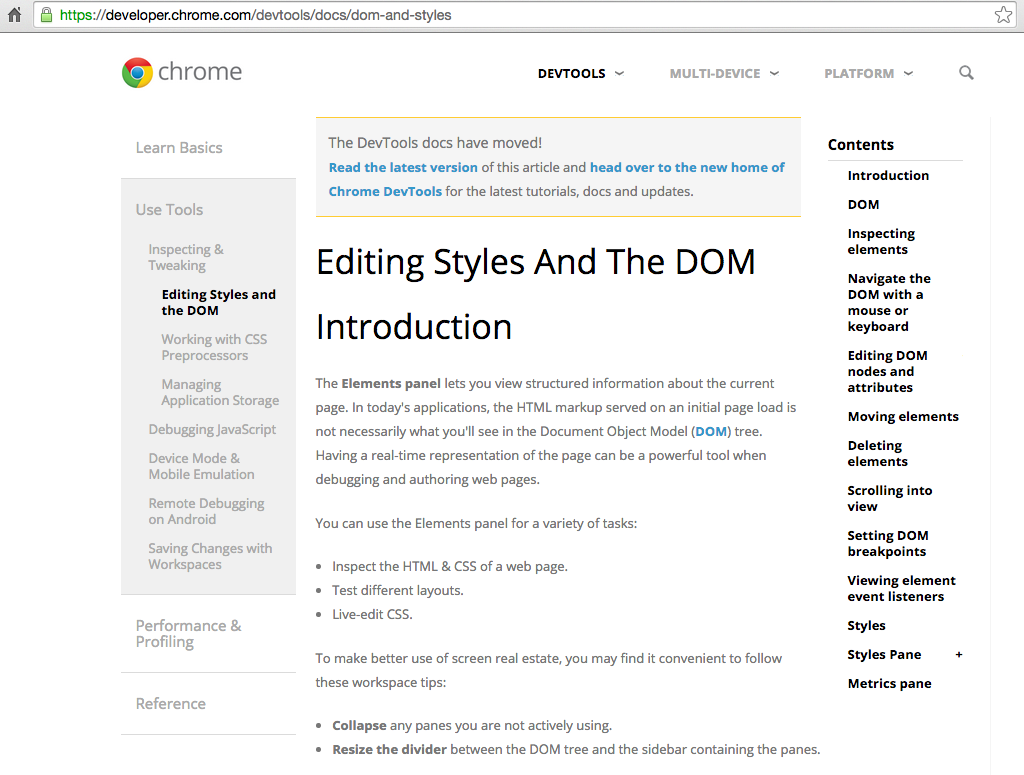 https://developer.chrome.com/devtools/docs/dom-and-styles
chrome
DEVTOOLS
MULTI-DEVICE
PLATFORM
Learn Basics
Use Tools
Inspecting &
Tweaking
Editing Styles and
the DOM
Working with CSS
Preprocessors
Managing
Application Storage
Debugging JavaScript
Device Mode &
Mobile Emulation
Remote Debugging
on Android
Saving Changes with
Workspaces
Performance &
Profiling
Reference
The DevTools docs have moved!
Read the latest version of this article and head over to the new home of
Chrome DevTools for the latest tutorials, docs and updates.
Editing Styles And The DOM
Introduction
The Elements panel lets you view structured information about the current
page. In today's applications, the HTML markup served on an initial page load is
not necessarily what you'll see in the Document Object Model (DOM) tree.
Having a real-time representation of the page can be a powerful tool when
debugging and authoring web pages.
You can use the Elements panel for a variety of tasks:
• Inspect the HTML & CSS of a web page.
• Test different layouts.
• Live-edit CSS.
To make better use of screen real estate, you may find it convenient to follow
these workspace tips:
• Collapse any panes you are not actively using.
• Resize the divider between the DOM tree and the sidebar containing the panes.
Contents
Introduction
DOM
Inspecting
elements
Navigate the
DOM with a
mouse or
keyboard
Editing DOM
nodes and
attributes
Moving elements
Deleting
elements
Scrolling into
view
Setting DOM
breakpoints
Viewing element
event listeners
Styles
Styles Pane +
Metrics pane